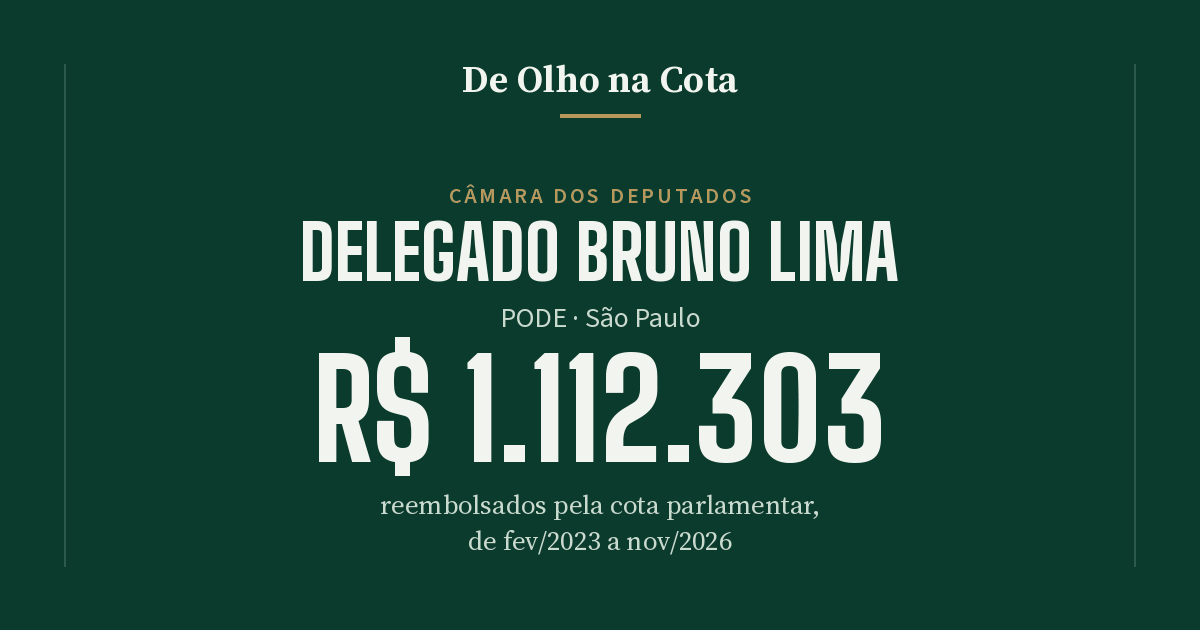 De Olho na Cota
CÂMARA DOS DEPUTADOS
DELEGADO BRUNO LIMA
PODE · São Paulo
R$ 1.112.303
reembolsados pela cota parlamentar,
de fev/2023 a nov/2026